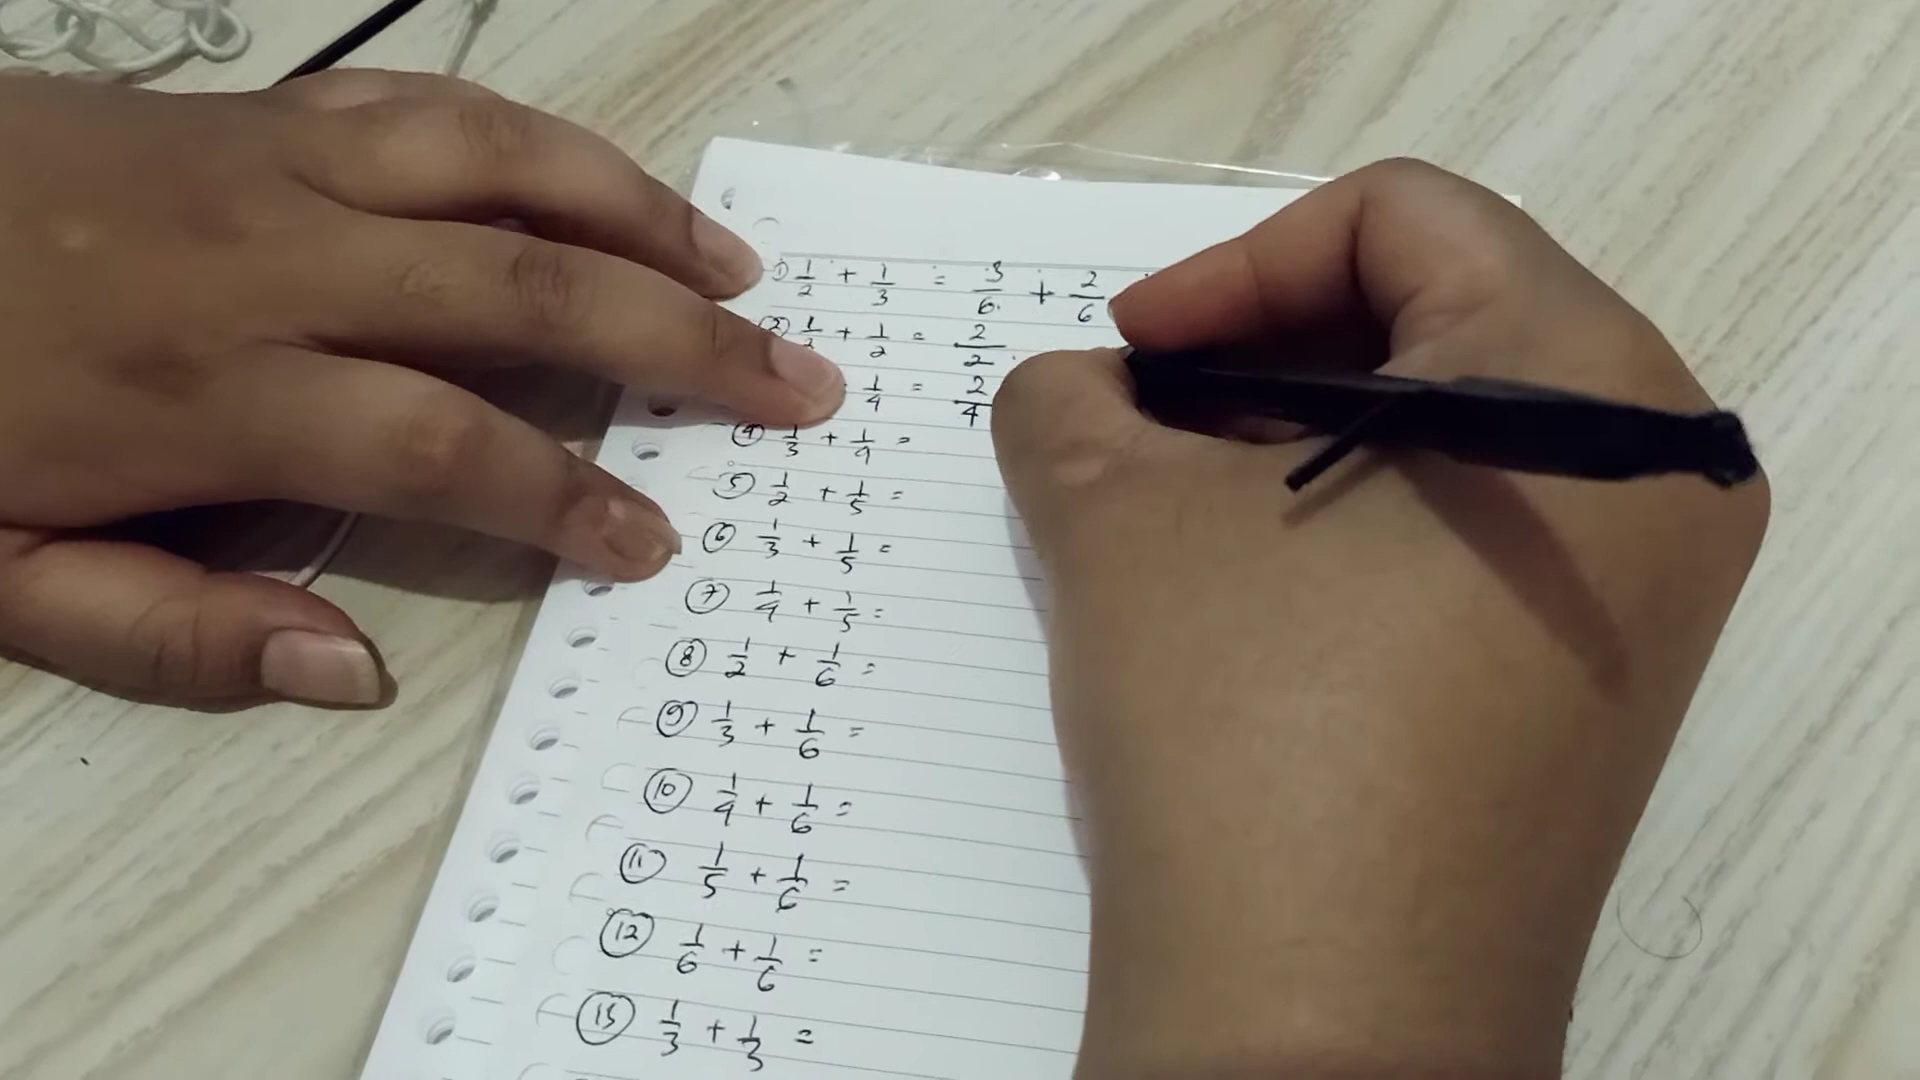 ① 1/2 + 1/3 = 3/6 + 2/6
② 1/2 + 1/2 = 2/2
1/4 = 2/4
④ 1/3 + 1/4 =
⑤ 1/2 + 1/5 =
⑥ 1/3 + 1/5 =
⑦ 1/4 + 1/5 =
⑧ 1/2 + 1/6 =
⑨ 1/3 + 1/6 =
⑩ 1/4 + 1/6 =
⑪ 1/5 + 1/6 =
⑫ 1/6 + 1/6 =
⑬ 1/3 + 1/3 =